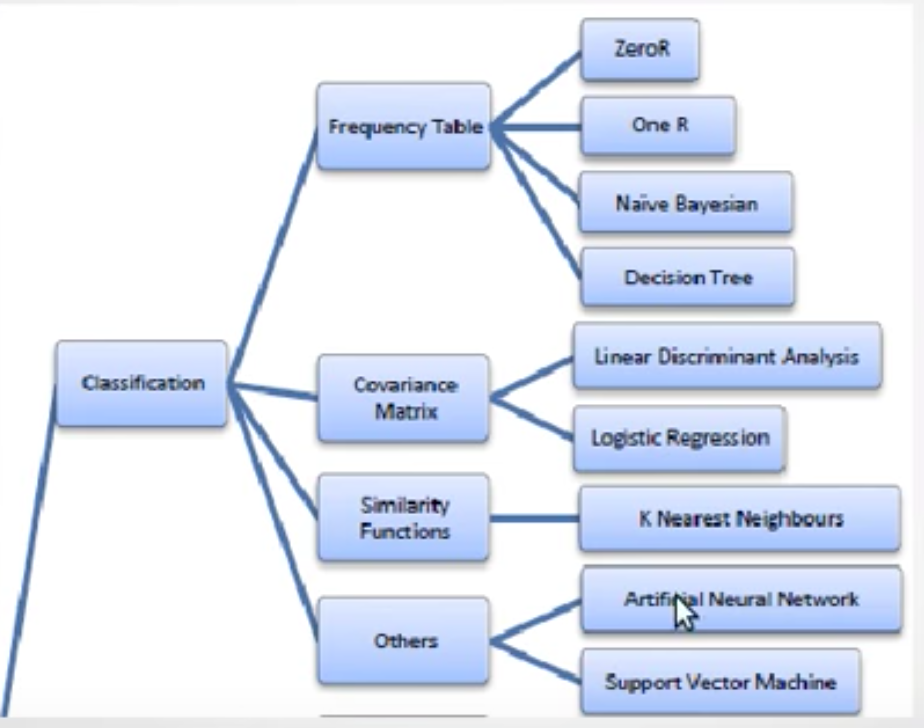 ZeroR
Frequency Table
One R
Naïve Bayesian
Decision Tree
Classification
Covariance
Matrix
Linear Discriminant Analysis
Logistic Regression
Similarity
Functions
K Nearest Neighbours
Others
Artificial Neural Network
Support Vector Machine